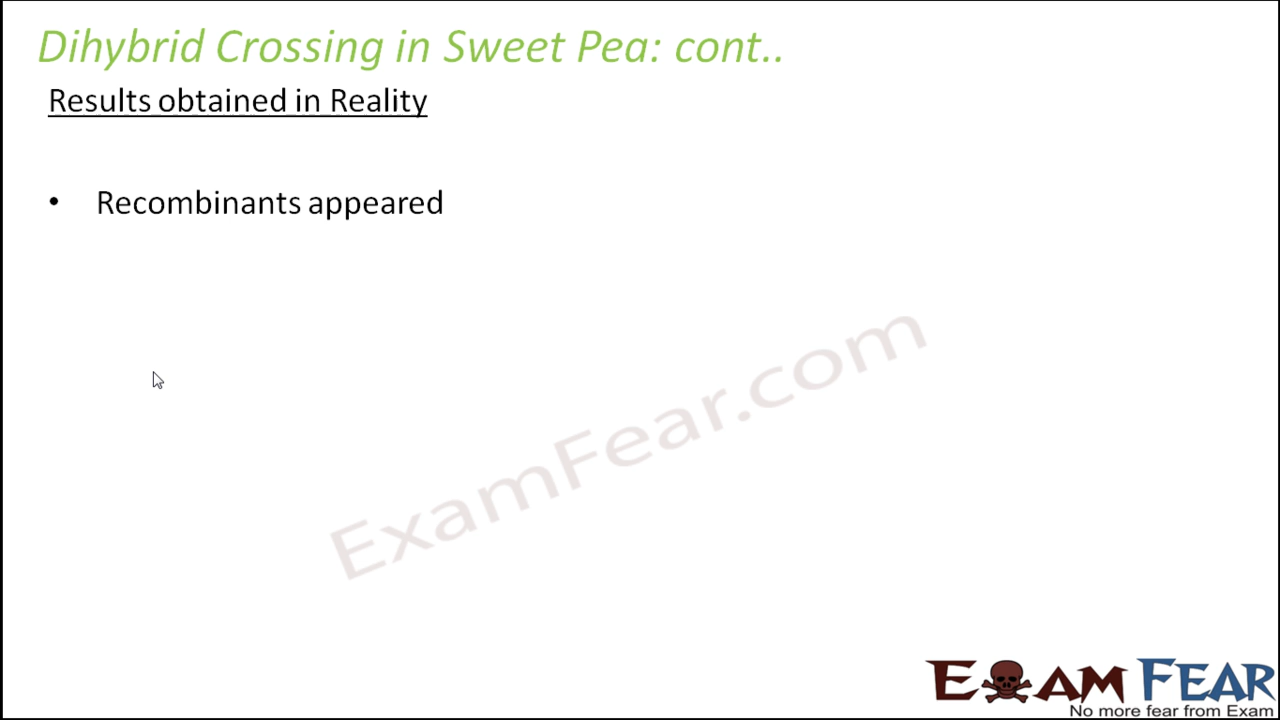 Dihybrid Crossing in Sweet Pea: cont..
Results obtained in Reality
• Recombinants appeared
ExamFear.com
EXAM FEAR
No more fear from Exam